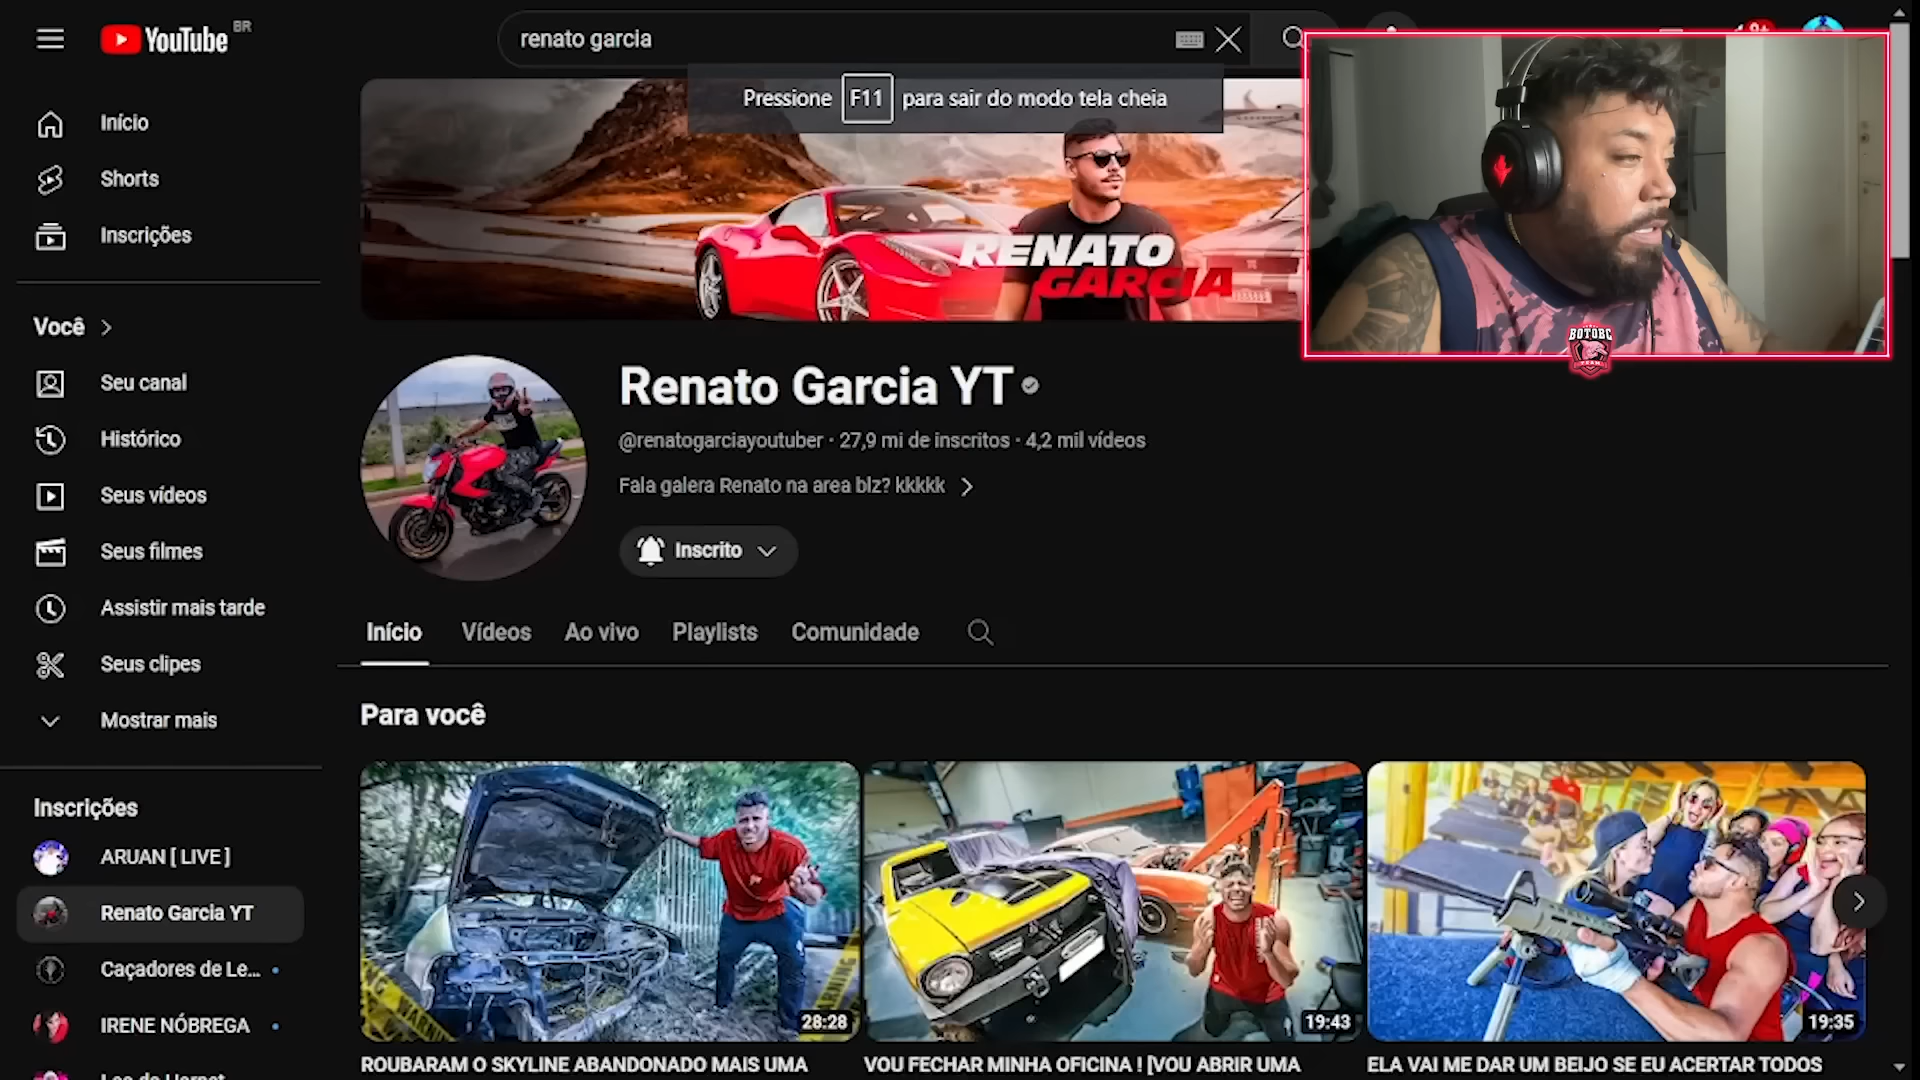 YouTube BR
renato garcia
Pressione F11 para sair do modo tela cheia
RENATO
GARCIA
BOTOBC
Início
Shorts
Inscrições
Você
Seu canal
Histórico
Seus vídeos
Seus filmes
Assistir mais tarde
Seus clipes
Mostrar mais
Inscrições
ARUAN [ LIVE ]
Renato Garcia YT
Caçadores de Le...
IRENE NÓBREGA
Renato Garcia YT
@renatogarciayoutuber · 27,9 mi de inscritos · 4,2 mil vídeos
Fala galera Renato na area blz? kkkkk
Inscrito
Início
Vídeos
Ao vivo
Playlists
Comunidade
Para você
28:28
19:43
19:35
ROUBARAM O SKYLINE ABANDONADO MAIS UMA
VOU FECHAR MINHA OFICINA ! [VOU ABRIR UMA
ELA VAI ME DAR UM BEIJO SE EU ACERTAR TODOS